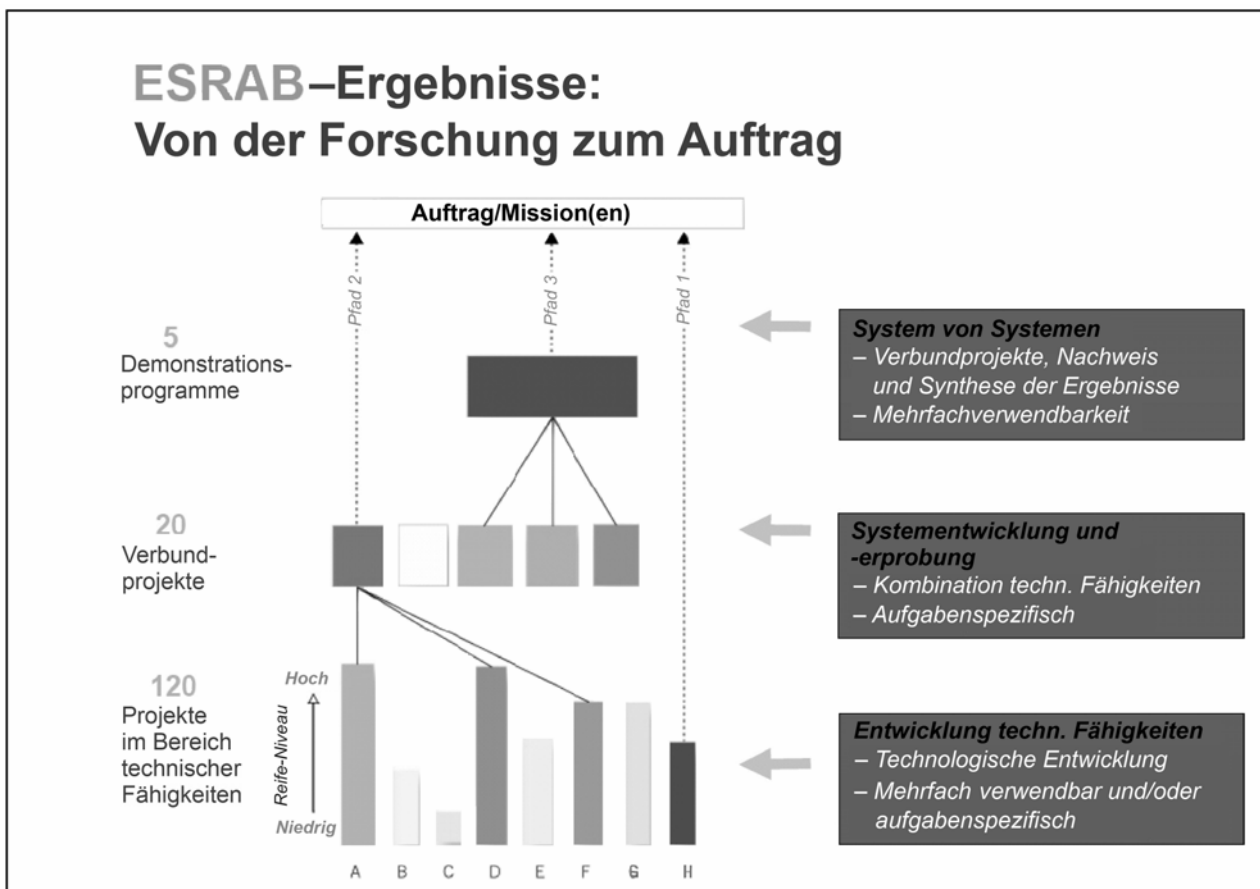 ESRAB–Ergebnisse:
Von der Forschung zum Auftrag
Auftrag/Mission(en)
Pfad 2
Pfad 3
Pfad 1
5
Demonstrations-
programme
System von Systemen
– Verbundprojekte, Nachweis
und Synthese der Ergebnisse
– Mehrfachverwendbarkeit
20
Verbund-
projekte
Systementwicklung und
-erprobung
– Kombination techn. Fähigkeiten
– Aufgabenspezifisch
120
Projekte
im Bereich
technischer
Fähigkeiten
Hoch
Reife-Niveau
Niedrig
Entwicklung techn. Fähigkeiten
– Technologische Entwicklung
– Mehrfach verwendbar und/oder
aufgabenspezifisch
A B C D E F G H